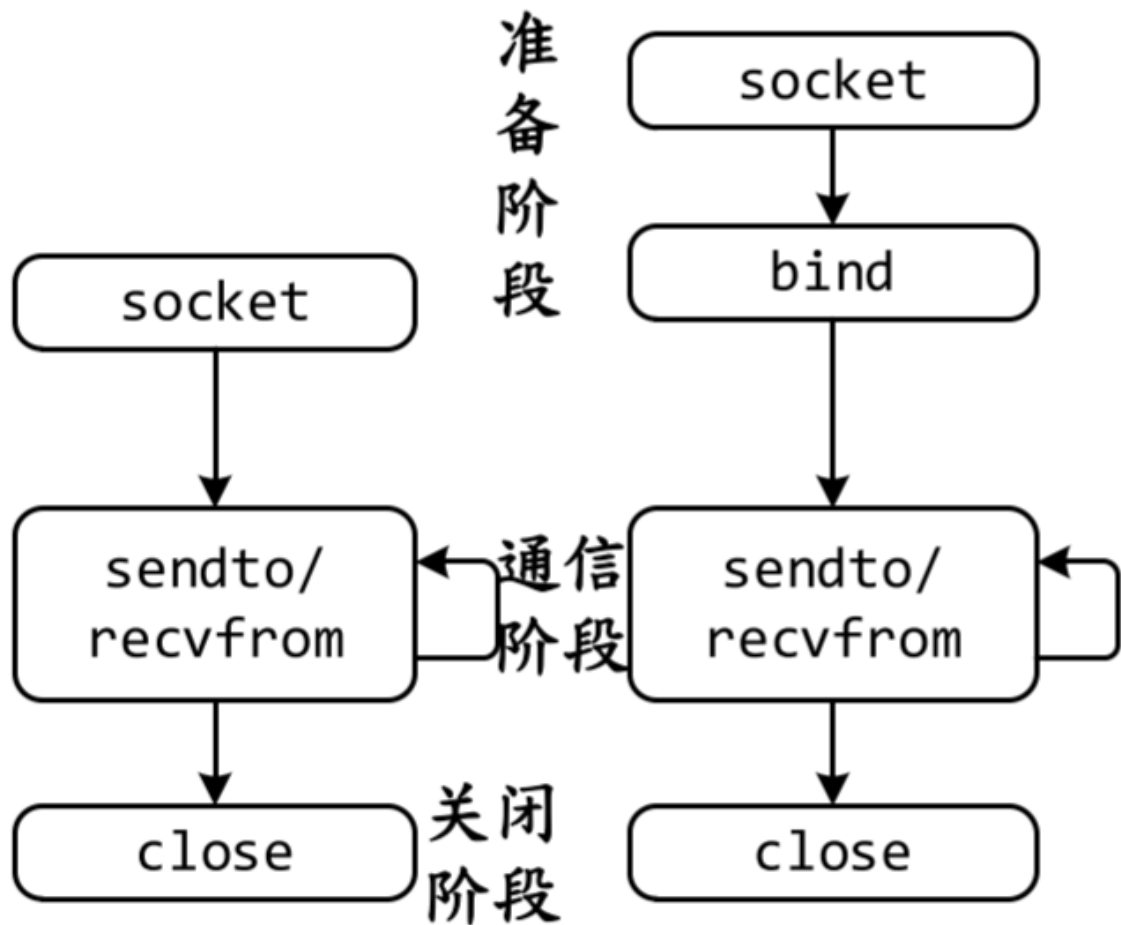 socket
sendto/
recvfrom
close
准
备
阶
段
通信
阶段
关闭
阶段
socket
bind
sendto/
recvfrom
close